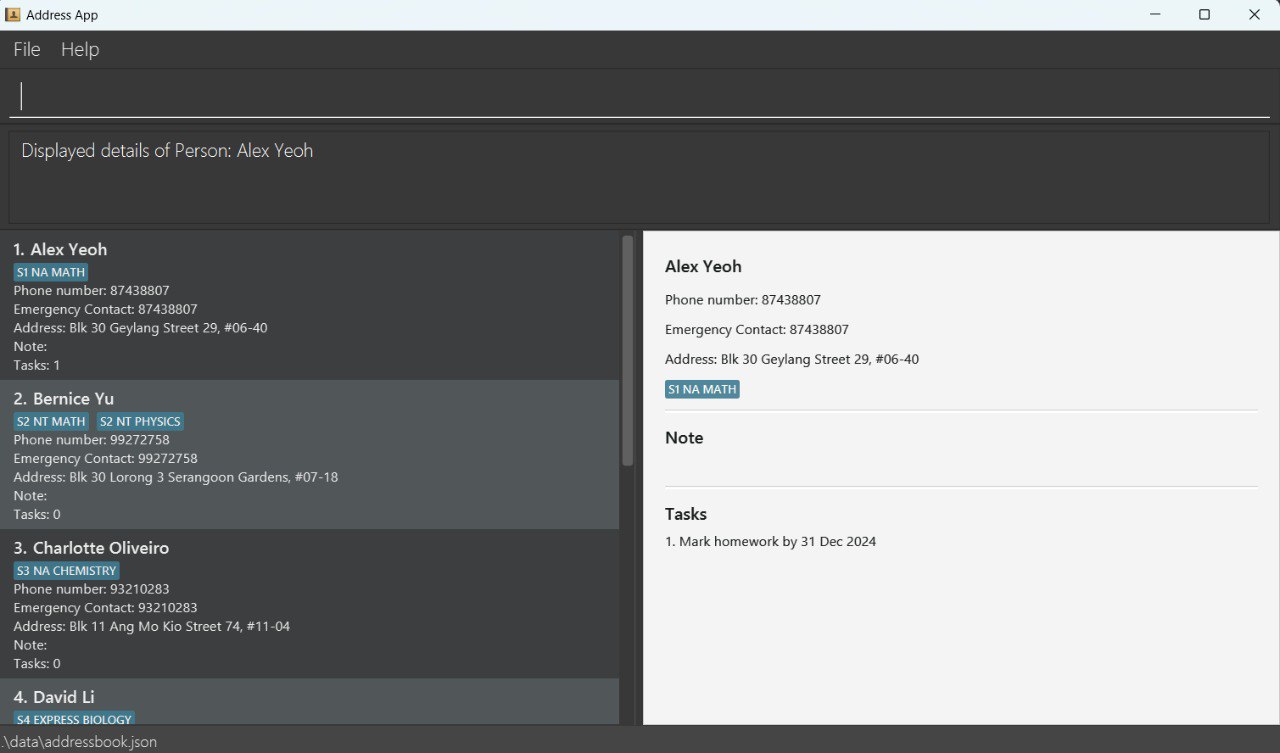 Address App
File Help
Displayed details of Person: Alex Yeoh
1. Alex Yeoh
S1 NA MATH
Phone number: 87438807
Emergency Contact: 87438807
Address: Blk 30 Geylang Street 29, #06-40
Note:
Tasks: 1
2. Bernice Yu
S2 NT MATH S2 NT PHYSICS
Phone number: 99272758
Emergency Contact: 99272758
Address: Blk 30 Lorong 3 Serangoon Gardens, #07-18
Note:
Tasks: 0
3. Charlotte Oliveiro
S3 NA CHEMISTRY
Phone number: 93210283
Emergency Contact: 93210283
Address: Blk 11 Ang Mo Kio Street 74, #11-04
Note:
Tasks: 0
4. David Li
S4 EXPRESS BIOLOGY
Alex Yeoh
Phone number: 87438807
Emergency Contact: 87438807
Address: Blk 30 Geylang Street 29, #06-40
S1 NA MATH
Note
Tasks
1. Mark homework by 31 Dec 2024
.\data\addressbook.json